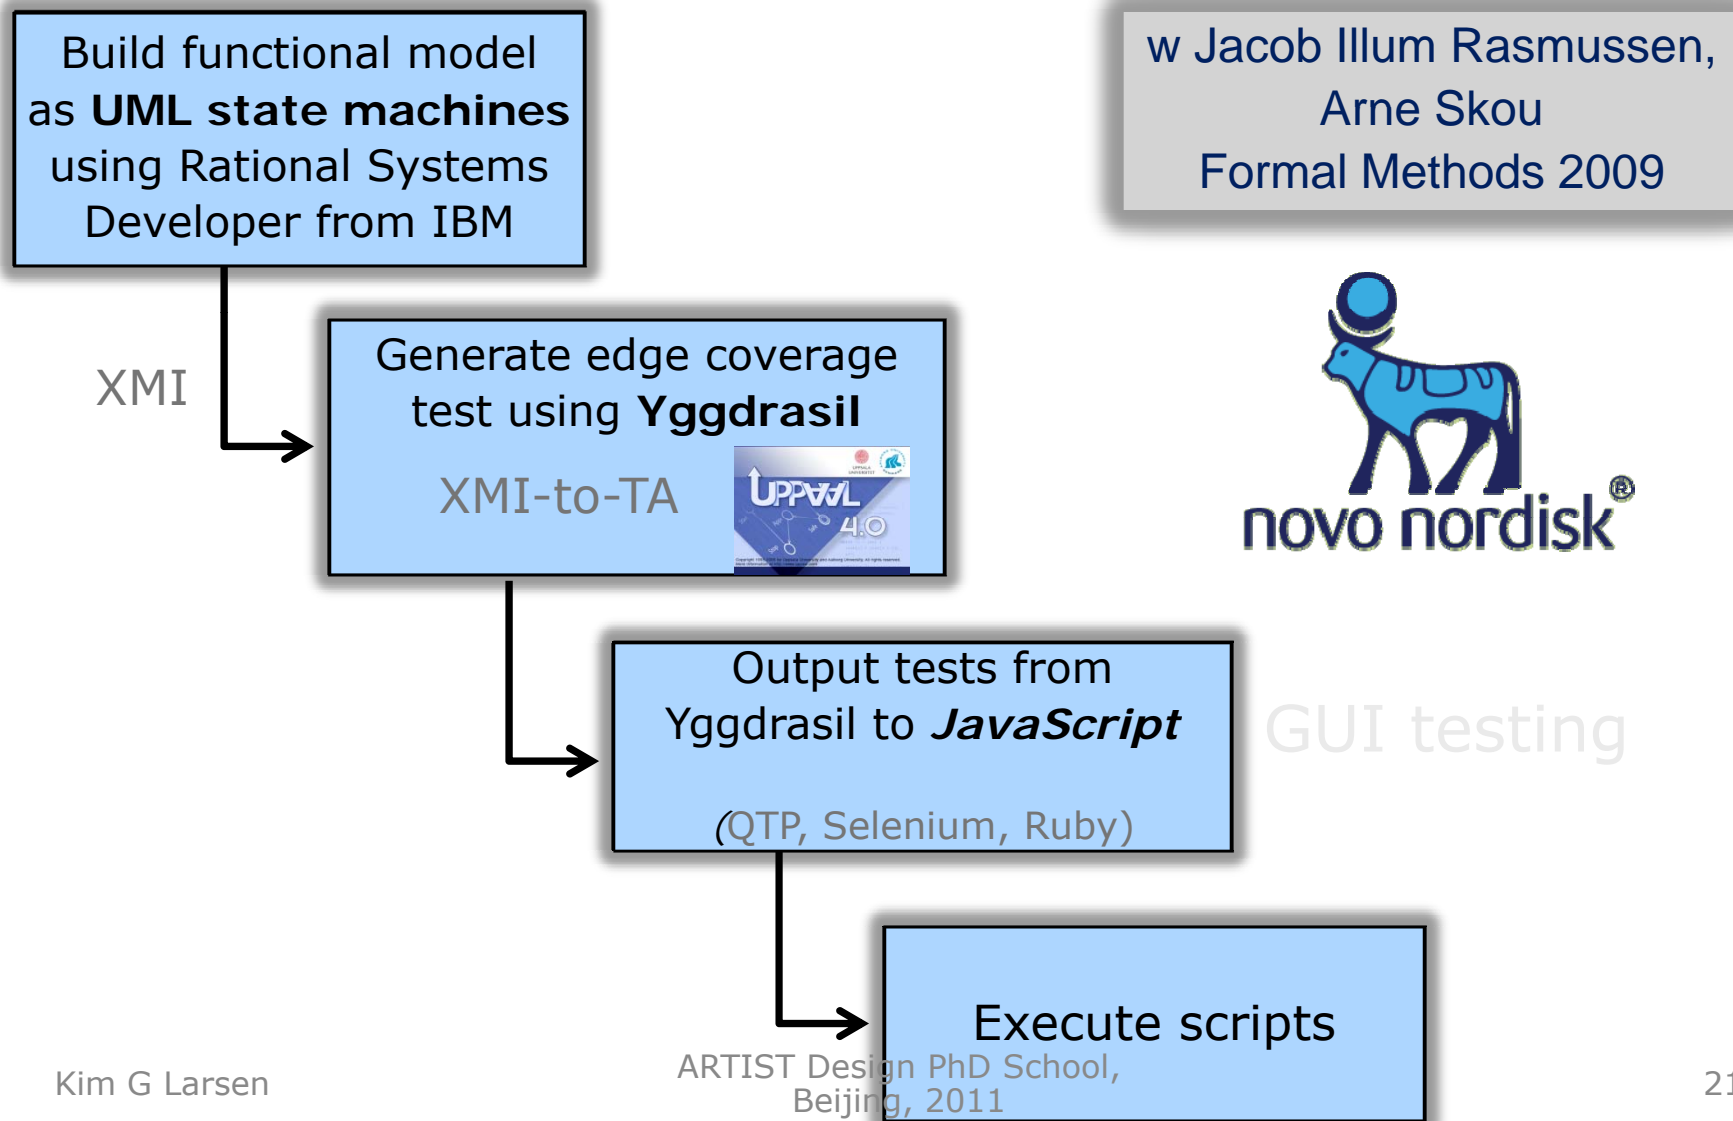 Build functional model
as UML state machines
using Rational Systems
Developer from IBM
w Jacob Illum Rasmussen,
Arne Skou
Formal Methods 2009
XMI
Generate edge coverage
test using Yggdrasil
XMI-to-TA
UPPSALA
UNIVERSITET
UPPAAL
4.0
novo nordisk®
Output tests from
Yggdrasil to JavaScript
(QTP, Selenium, Ruby)
GUI testing
Execute scripts
Kim G Larsen
ARTIST Design PhD School,
Beijing, 2011
21